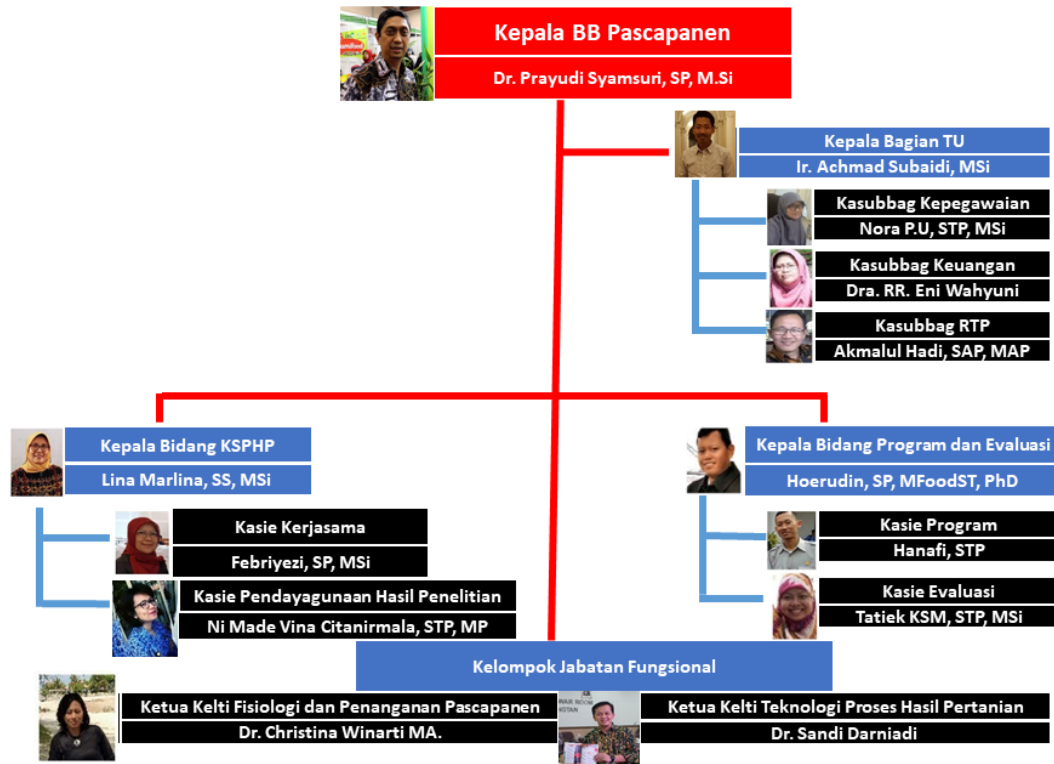 Kepala BB Pascapanen
Dr. Prayudi Syamsuri, SP, M.Si
Kepala Bagian TU
Ir. Achmad Subaidi, MSi
Kasubbag Kepegawaian
Nora P.U, STP, MSi
Kasubbag Keuangan
Dra. RR. Eni Wahyuni
Kasubbag RTP
Akmalul Hadi, SAP, MAP
Kepala Bidang KSPHP
Lina Marlina, SS, MSi
Kasie Kerjasama
Febriyezi, SP, MSi
Kasie Pendayagunaan Hasil Penelitian
Ni Made Vina Citanirmala, STP, MP
Kepala Bidang Program dan Evaluasi
Hoerudin, SP, MFoodST, PhD
Kasie Program
Hanafi, STP
Kasie Evaluasi
Tatiek KSM, STP, MSi
Kelompok Jabatan Fungsional
Ketua Kelti Fisiologi dan Penanganan Pascapanen
Dr. Christina Winarti MA.
Ketua Kelti Teknologi Proses Hasil Pertanian
Dr. Sandi Darniadi